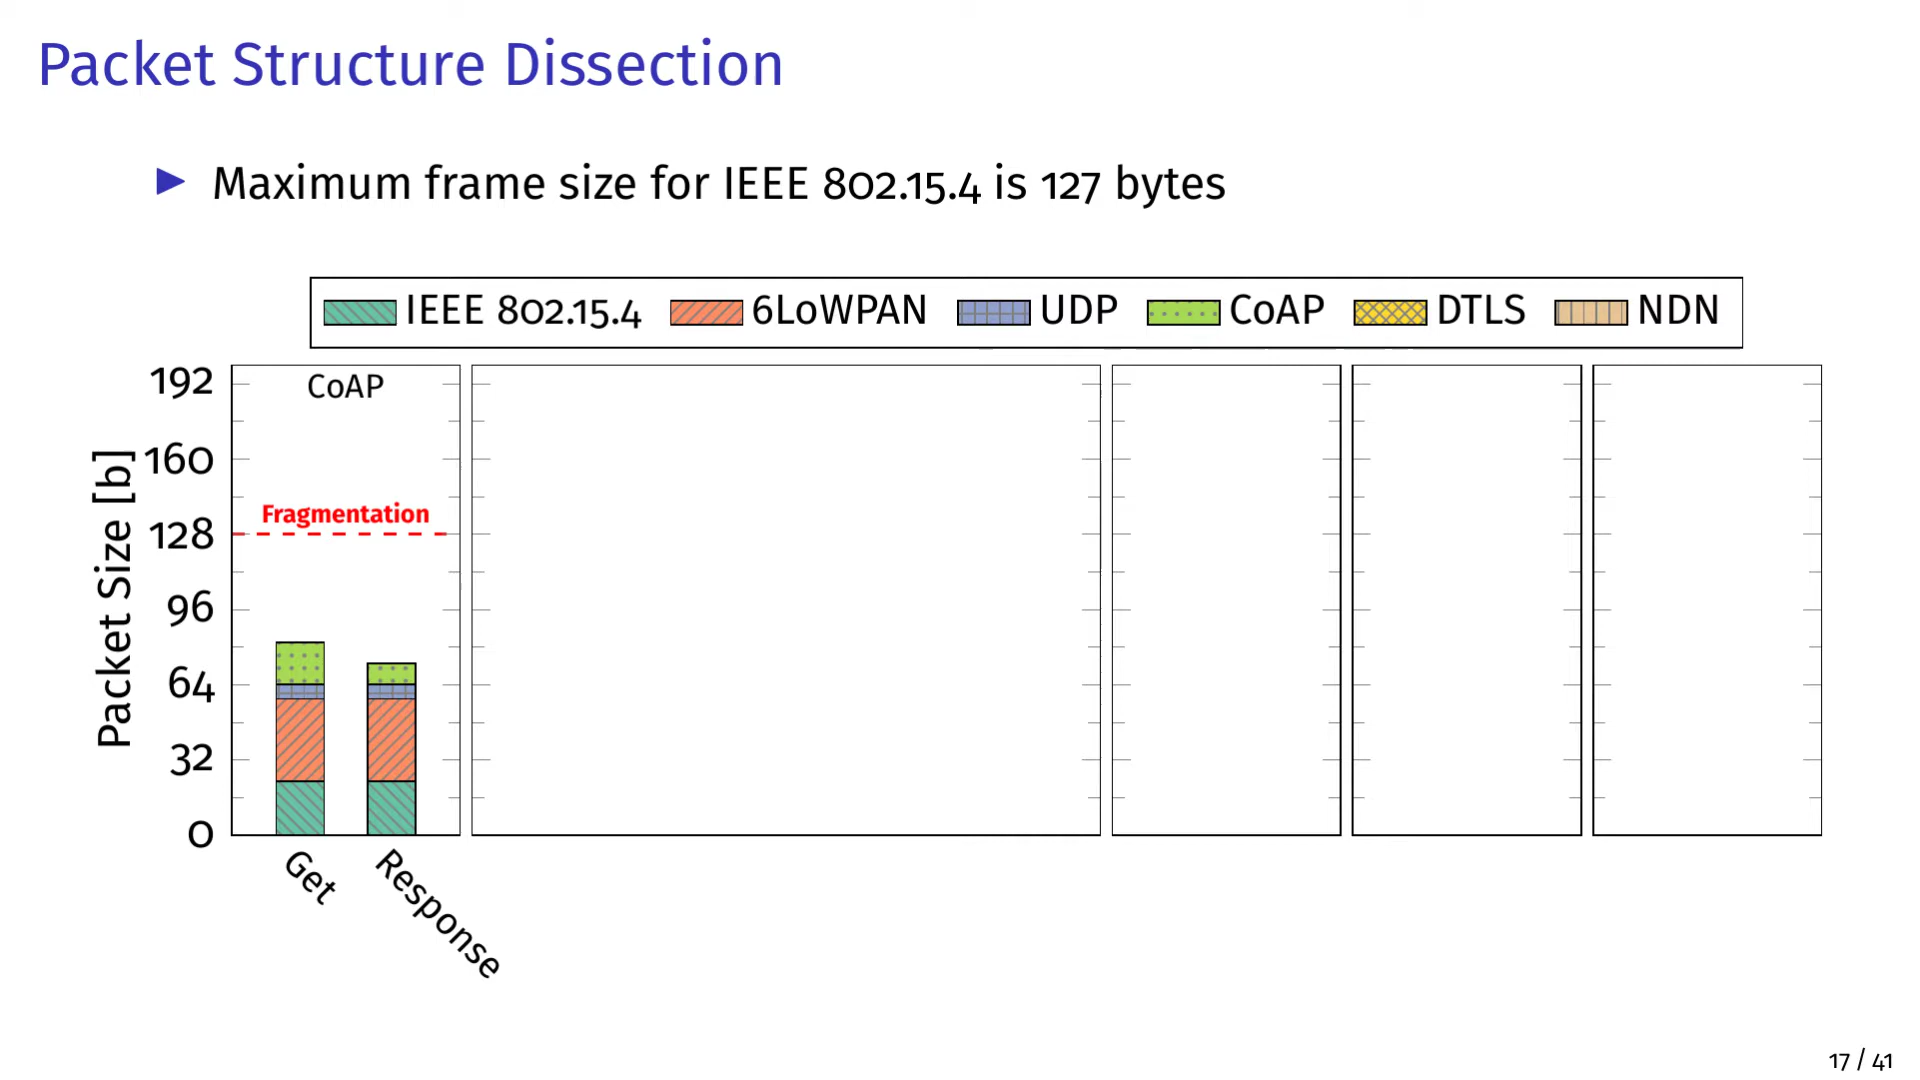 Packet Structure Dissection
Maximum frame size for IEEE 802.15.4 is 127 bytes
IEEE 802.15.4 6LoWPAN UDP CoAP DTLS NDN
CoAP
Fragmentation
Packet Size [b]
192
160
128
96
64
32
0
Get
Response
17 / 41